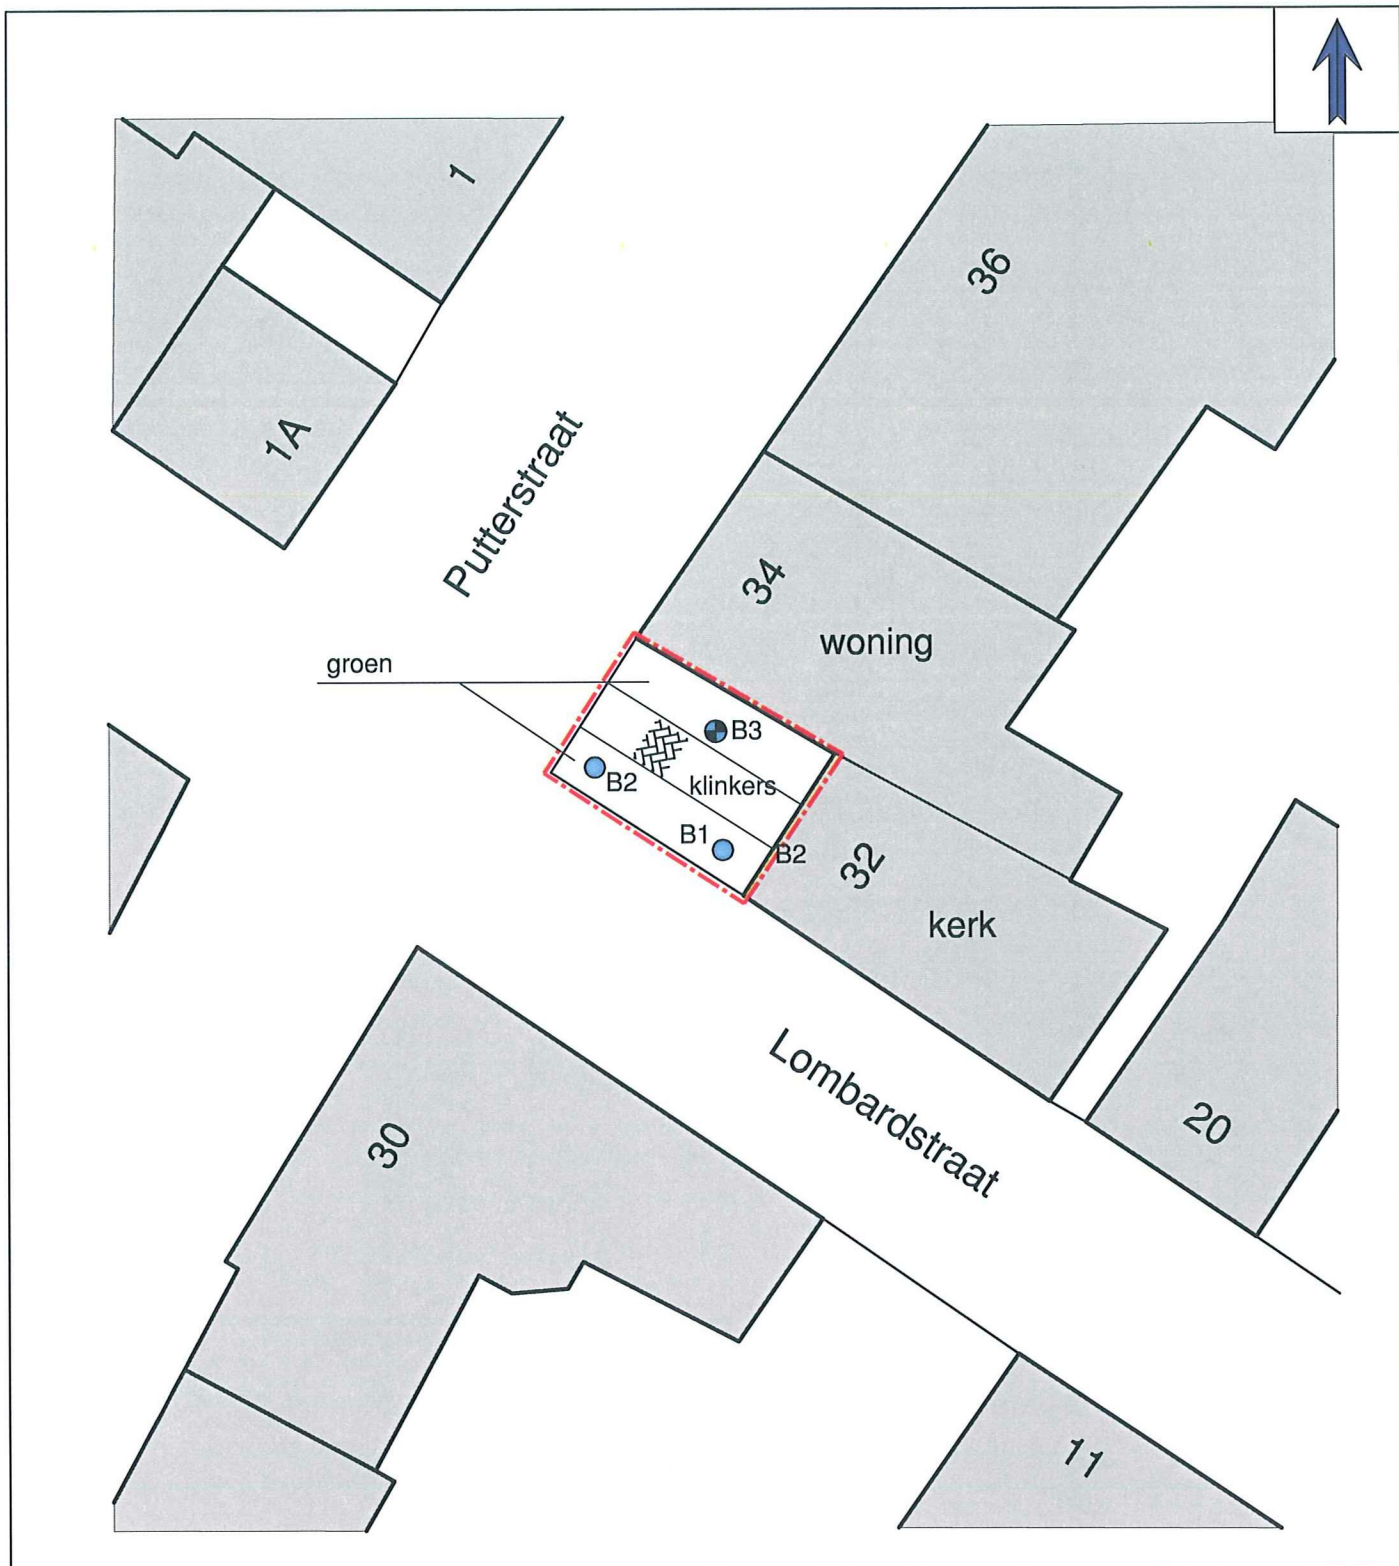 1
36
1A
Putterstraat
34
woning
groen
B3
B2
klinkers
B1
B2
32
kerk
Lombardstraat
20
30
11